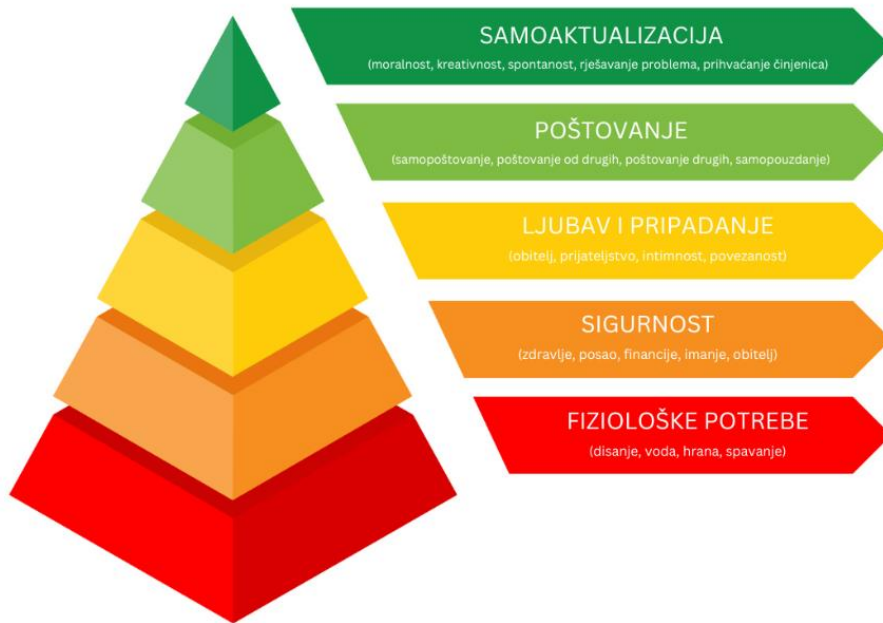 SAMOAKTUALIZACIJA
(moralnost, kreativnost, spontanost, rješavanje problema, prihvaćanje činjenica)
POŠTOVANJE
(samopoštovanje, poštovanje od drugih, poštovanje drugih, samopouzdanje)
LJUBAV I PRIPADANJE
(obitelj, prijateljstvo, intimnost, povezanost)
SIGURNOST
(zdravlje, posao, financije, imanje, obitelj)
FIZIOLOŠKE POTREBE
(disanje, voda, hrana, spavanje)